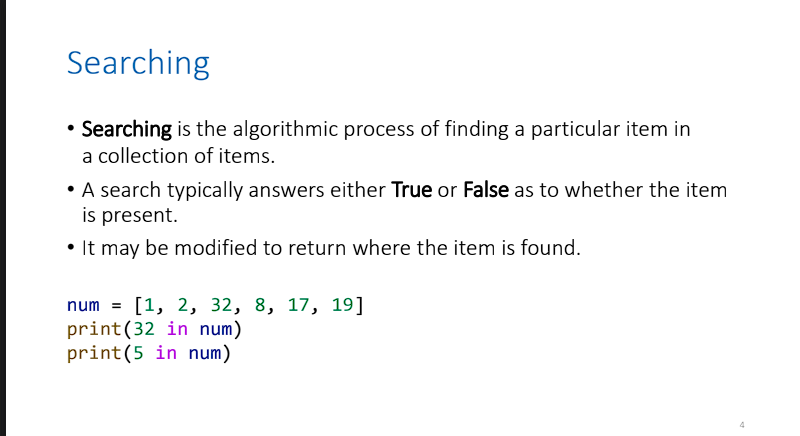 Searching
• Searching is the algorithmic process of finding a particular item in
a collection of items.
• A search typically answers either True or False as to whether the item
is present.
• It may be modified to return where the item is found.
num = [1, 2, 32, 8, 17, 19]
print(32 in num)
print(5 in num)
4